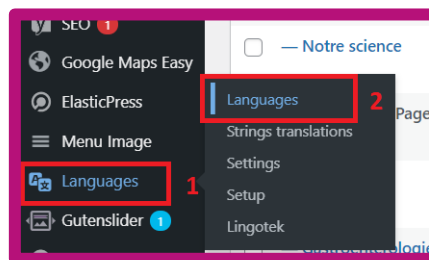 SEO 1
— Notre science
Google Maps Easy
ElasticPress
Languages 2
Page
Strings translations
Menu Image
Settings
Languages 1
Setup
Gutenslider 1
Lingotek